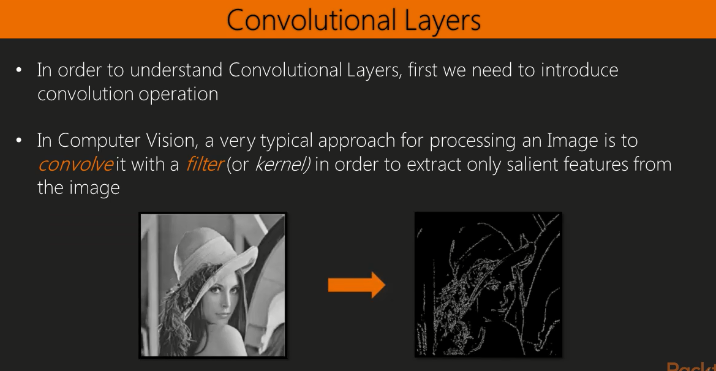 Convolutional Layers
• In order to understand Convolutional Layers, first we need to introduce
convolution operation
• In Computer Vision, a very typical approach for processing an Image is to
convolve it with a filter (or kernel) in order to extract only salient features from
the image